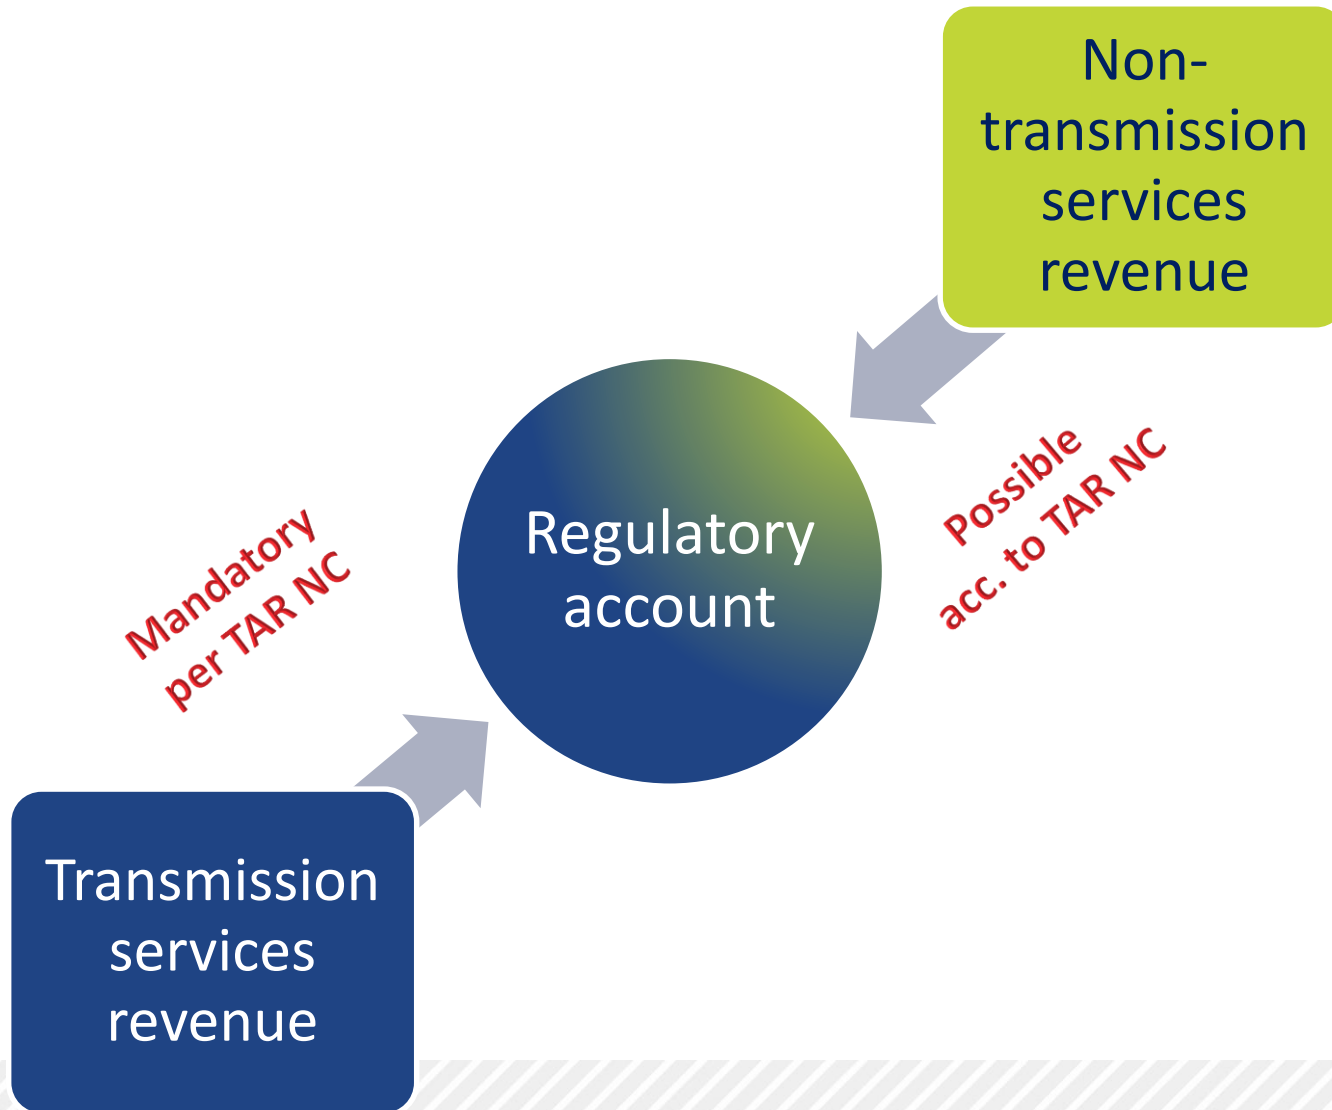 Non-
transmission
services
revenue
Possible
acc. to TAR NC
Regulatory
account
Mandatory
per TAR NC
Transmission
services
revenue